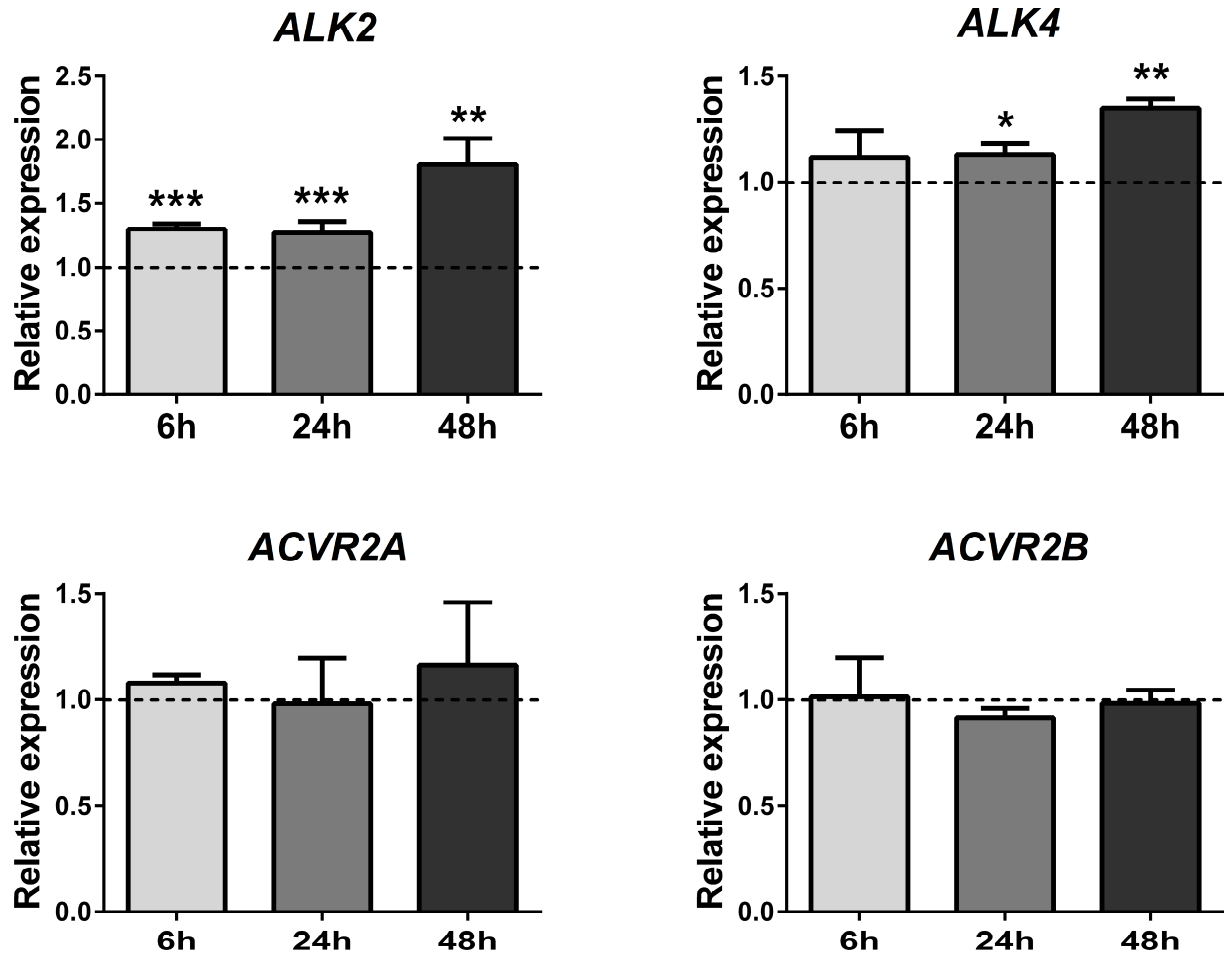 ALK2
Relative expression
2.5
2.0
1.5
1.0
0.5
0.0
***
***
**
6h 24h 48h
ALK4
Relative expression
1.5
1.0
0.5
0.0
*
**
6h 24h 48h
ACVR2A
Relative expression
1.5
1.0
0.5
0.0
6h 24h 48h
ACVR2B
Relative expression
1.5
1.0
0.5
0.0
6h 24h 48h